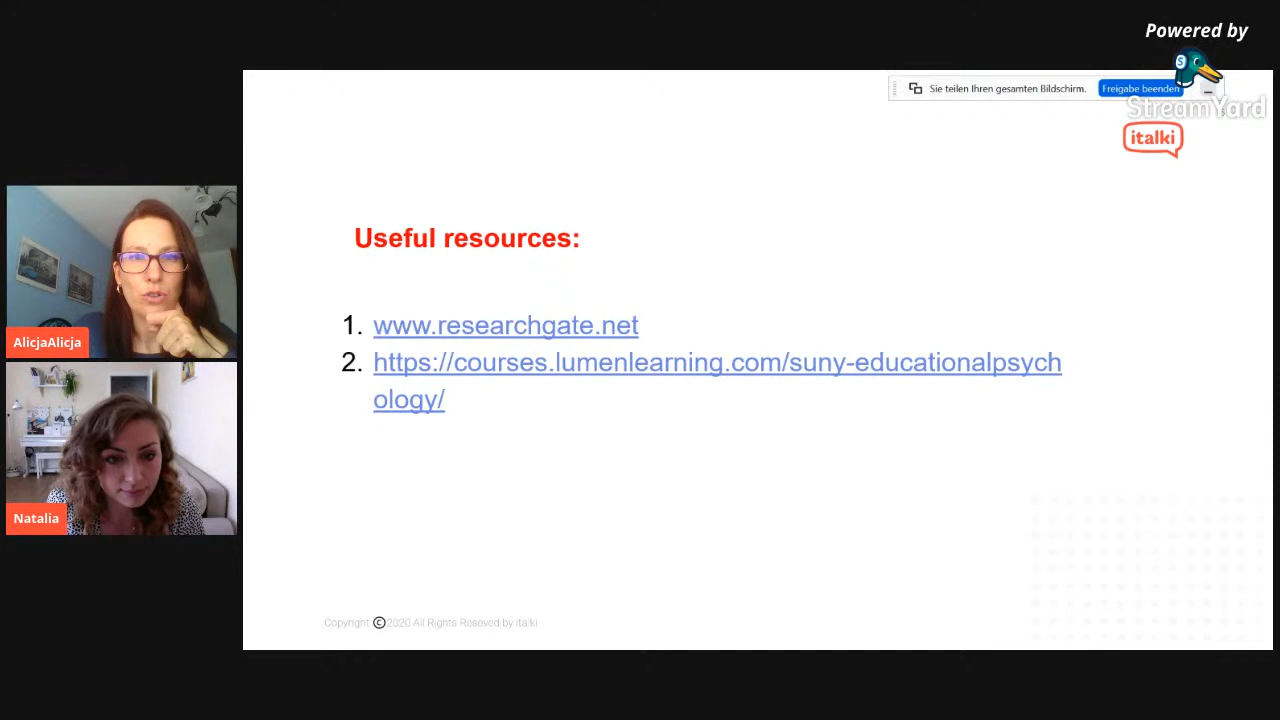 Powered by
S
StreamYard
Sie teilen Ihren gesamten Bildschirm.
Freigabe beenden
italki
Useful resources:
1. www.researchgate.net
2. https://courses.lumenlearning.com/suny-educationalpsych
ology/
AlicjaAlicja
Natalia
Copyright © 2020 All Rights Reseved by italki